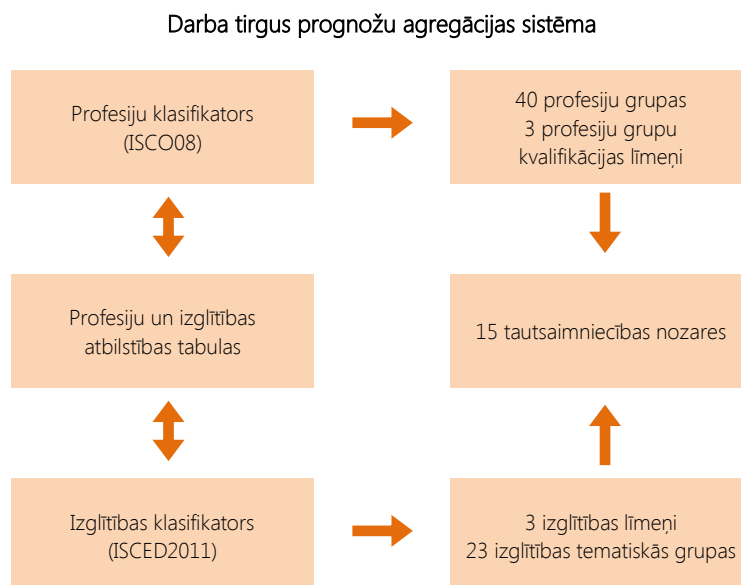 Darba tirgus prognožu agregācijas sistēma
Profesiju klasifikators
(ISCO08)
40 profesiju grupas
3 profesiju grupu
kvalifikācijas līmeņi
Profesiju un izglītības
atbilstības tabulas
15 tautsaimniecības nozares
Izglītības klasifikators
(ISCED2011)
3 izglītības līmeņi
23 izglītības tematiskās grupas